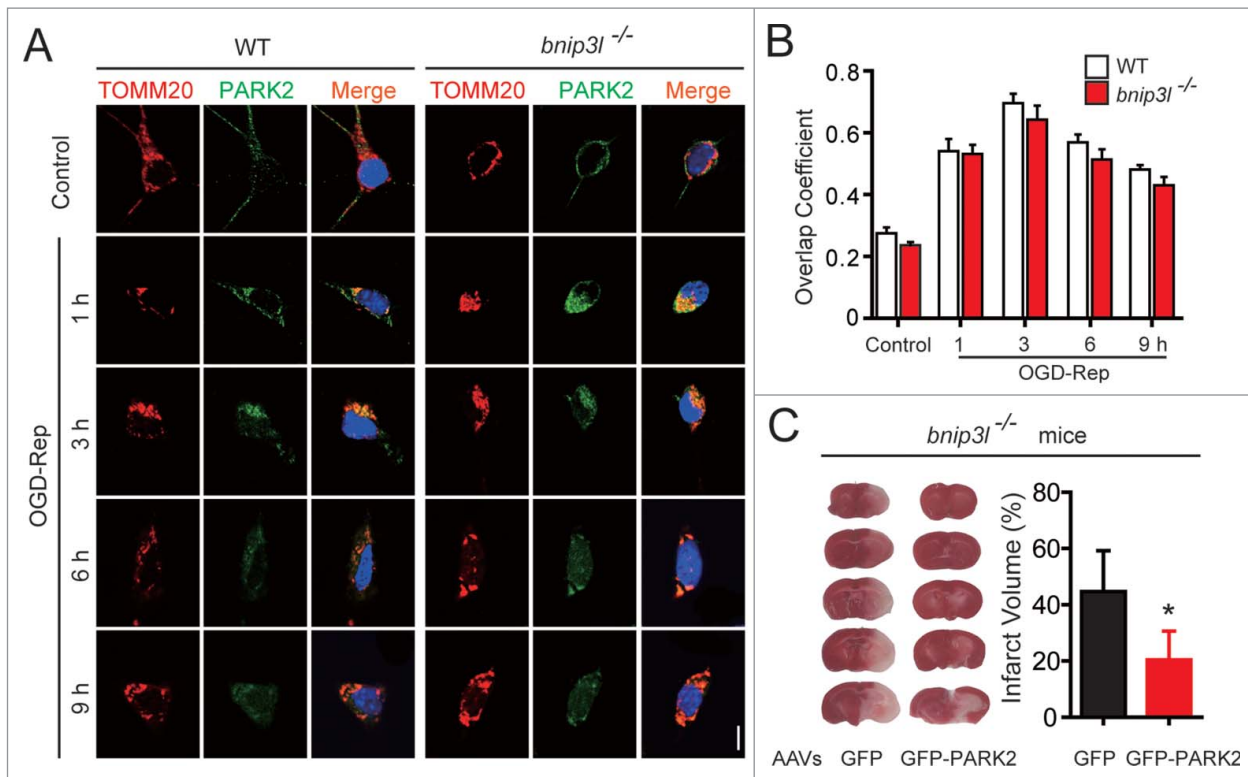 A
WT
bnip3l -/-
TOMM20 PARK2 Merge TOMM20 PARK2 Merge
Control
OGD-Rep
1 h
3 h
6 h
9 h
B
WT
bnip3l -/-
Overlap Coefficient
0.8
0.6
0.4
0.2
0
Control 1 3 6 9 h
OGD-Rep
C
bnip3l -/- mice
Infarct Volume (%)
80
60
40
20
0
*
AAVs GFP GFP-PARK2 GFP GFP-PARK2